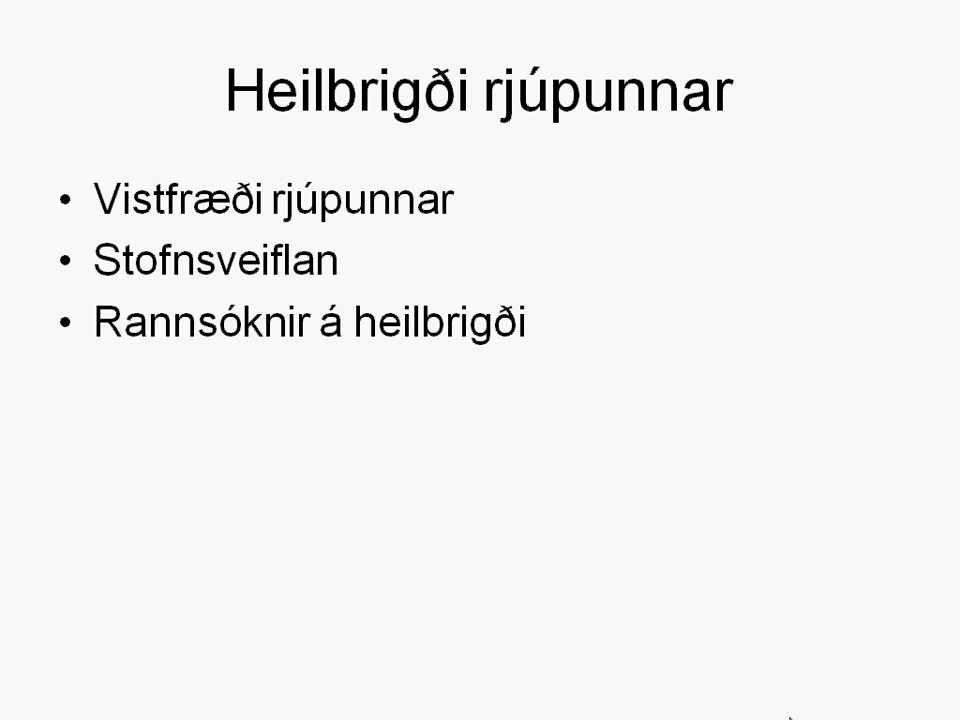 Heilbrigði rjúpunnar
• Vistfræði rjúpunnar
• Stofnsveiflan
• Rannsóknir á heilbrigði